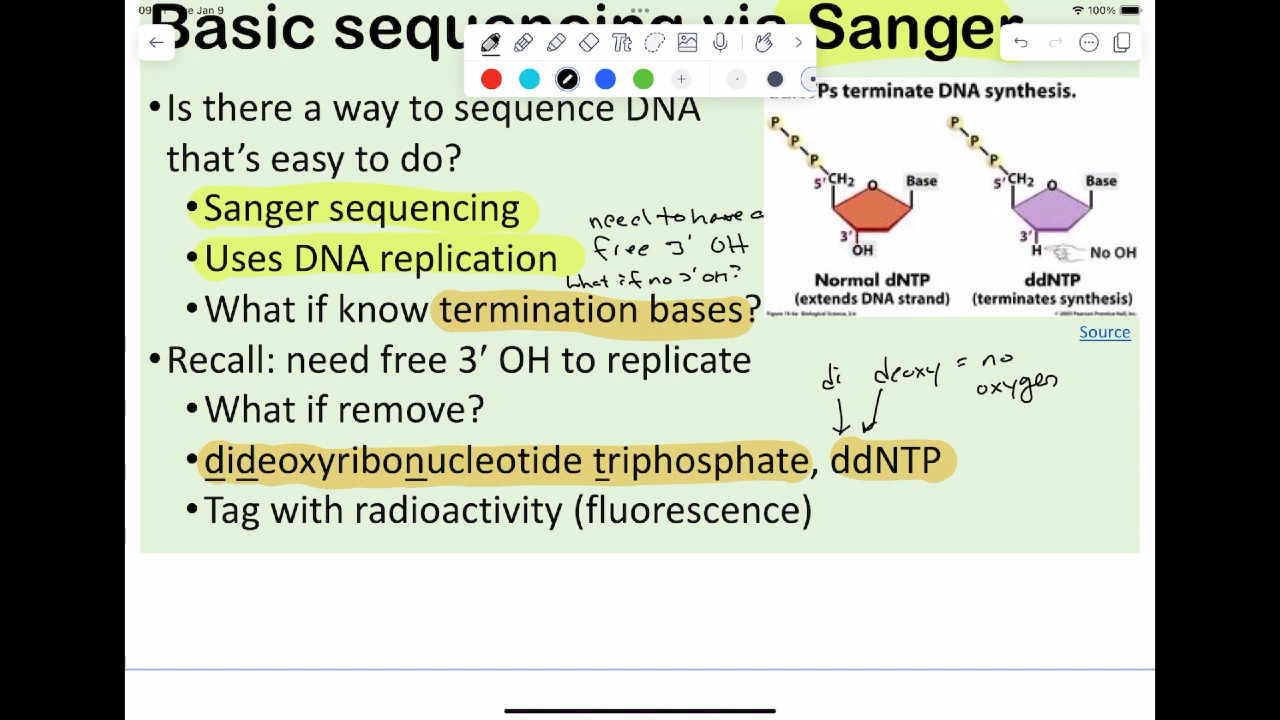 Jan 9
100%
Basic sequencing via Sanger
Tt
Is there a way to sequence DNA
that's easy to do?
Sanger sequencing
Uses DNA replication
What if know termination bases?
need to have a
free 3' OH
what if no 3' OH?
Recall: need free 3′ OH to replicate
What if remove?
dideoxyribonucleotide triphosphate, ddNTP
Tag with radioactivity (fluorescence)
terminate DNA synthesis.
P P
P P
P P
5' CH2 O Base 5' CH2 O Base
3' 3'
OH H No OH
Normal dNTP ddNTP
(extends DNA strand) (terminates synthesis)
Source
di deoxy = no
oxygen